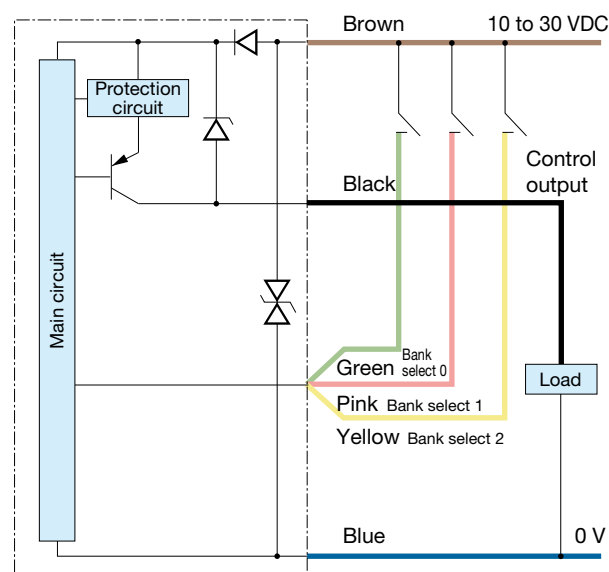 Brown
10 to 30 VDC
Protection
circuit
Control
output
Black
Main circuit
Green Bank
select 0
Load
Pink Bank select 1
Yellow Bank select 2
Blue
0 V